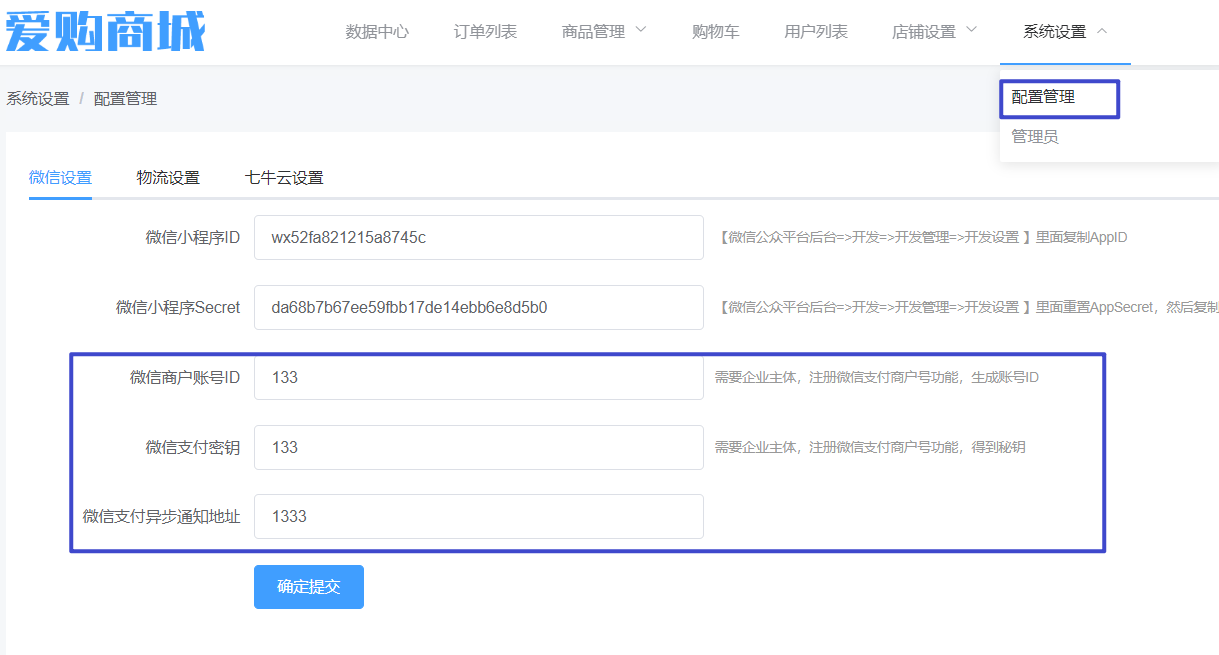 爱购商城
数据中心 订单列表 商品管理 购物车 用户列表 店铺设置 系统设置
系统设置 / 配置管理
配置管理
管理员
微信设置 物流设置 七牛云设置
微信小程序ID wx52fa821215a8745c 【微信公众平台后台=>开发=>开发管理=>开发设置 】里面复制AppID
微信小程序Secret da68b7b67ee59fbb17de14ebb6e8d5b0 【微信公众平台后台=>开发=>开发管理=>开发设置 】里面重置AppSecret，然后复制
微信商户账号ID 133 需要企业主体，注册微信支付商户号功能，生成账号ID
微信支付密钥 133 需要企业主体，注册微信支付商户号功能，得到秘钥
微信支付异步通知地址 1333
确定提交